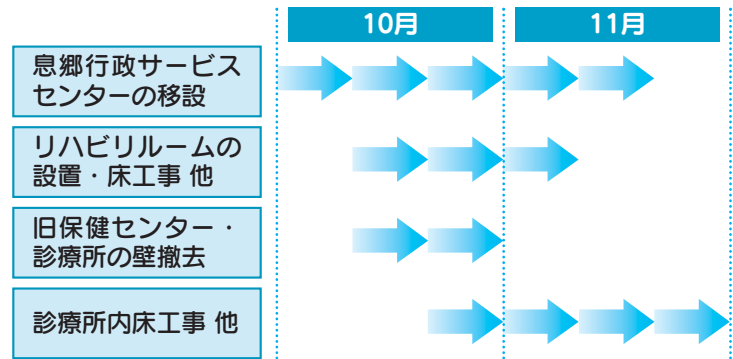 10月
11月
息郷行政サービス
センターの移設
リハビリルームの
設置・床工事 他
旧保健センター・
診療所の壁撤去
診療所内床工事 他